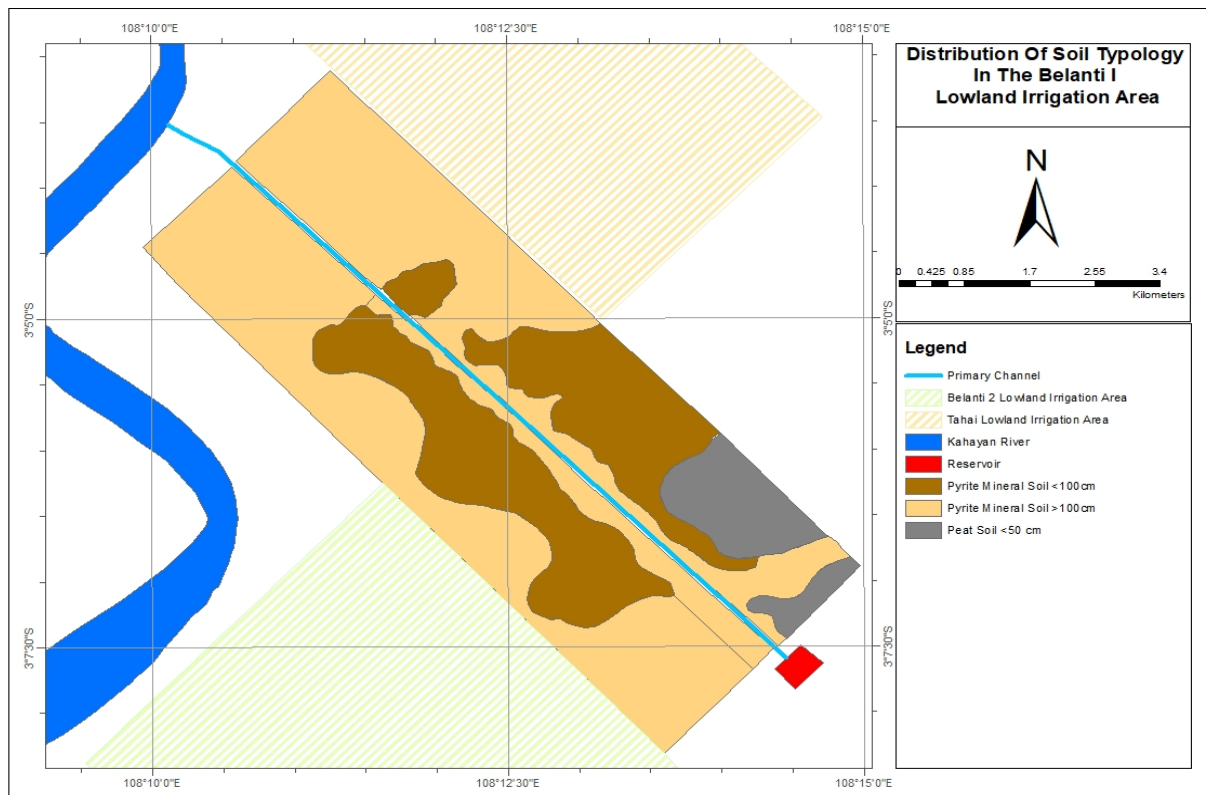 108°10'0"E 108°12'30"E 108°15'0"E
Distribution Of Soil Typology
In The Belanti I
Lowland Irrigation Area
N
0 0.425 0.85 1.7 2.55 3.4
Kilometers
3°5'0"S 3°5'0"S
Legend
Primary Channel
Belanti 2 Lowland Irrigation Area
Tahai Lowland Irrigation Area
Kahayan River
Reservoir
Pyrite Mineral Soil <100cm
Pyrite Mineral Soil >100cm
Peat Soil <50 cm
3°7'30"S 3°7'30"S
108°10'0"E 108°12'30"E 108°15'0"E